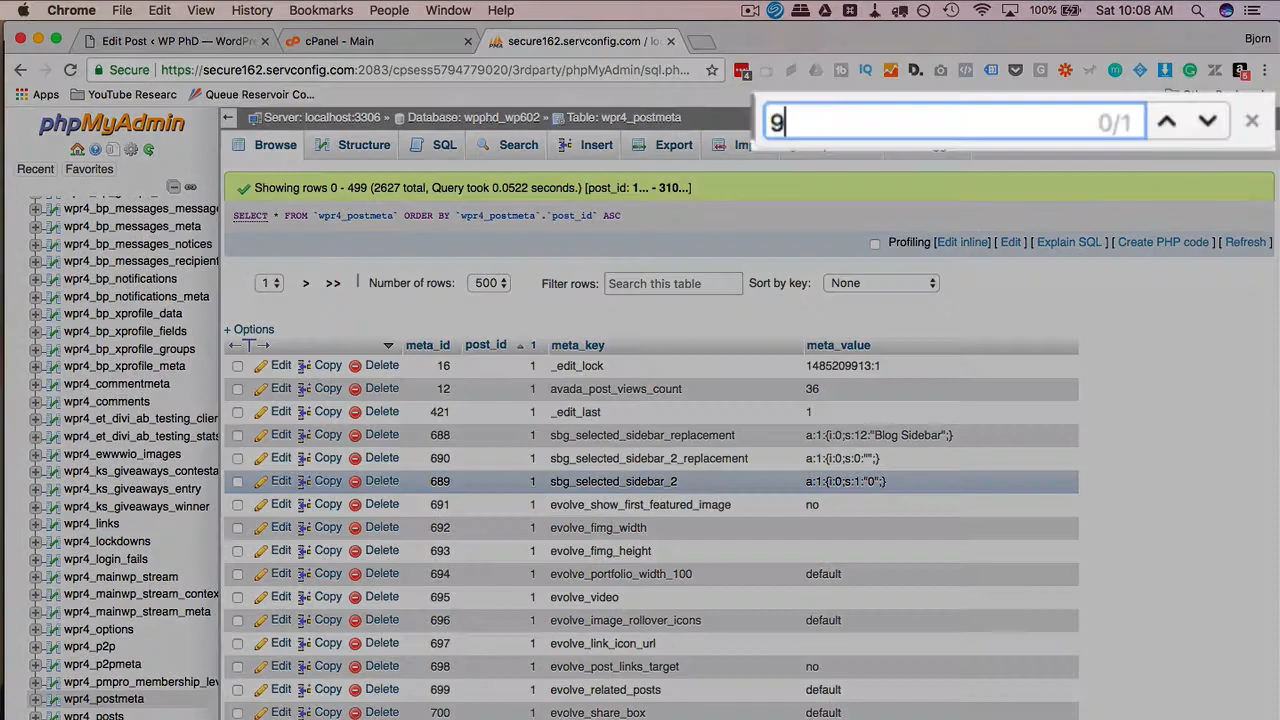 Chrome File Edit View History Bookmarks People Window Help 100% Sat 10:08 AM
Edit Post ‹ WP PhD — WordPr cPanel - Main secure162.servconfig.com / lo Bjorn
Secure https://secure162.servconfig.com:2083/cpsess5794779020/3rdparty/phpMyAdmin/sql.ph...
Apps YouTube Researc Queue Reservoir Co...
9 0/1
phpMyAdmin
Recent Favorites
wpr4_bp_messages_message
wpr4_bp_messages_meta
wpr4_bp_messages_notices
wpr4_bp_messages_recipient
wpr4_bp_notifications
wpr4_bp_notifications_meta
wpr4_bp_xprofile_data
wpr4_bp_xprofile_fields
wpr4_bp_xprofile_groups
wpr4_bp_xprofile_meta
wpr4_commentmeta
wpr4_comments
wpr4_et_divi_ab_testing_clier
wpr4_et_divi_ab_testing_stats
wpr4_ewwwio_images
wpr4_ks_giveaways_contesta
wpr4_ks_giveaways_entry
wpr4_ks_giveaways_winner
wpr4_links
wpr4_lockdowns
wpr4_login_fails
wpr4_mainwp_stream
wpr4_mainwp_stream_contex
wpr4_mainwp_stream_meta
wpr4_options
wpr4_p2p
wpr4_p2pmeta
wpr4_pmpro_membership_lev
wpr4_postmeta
wpr4_posts
Server: localhost:3306 » Database: wpphd_wp602 » Table: wpr4_postmeta
Browse Structure SQL Search Insert Export Im
Showing rows 0 - 499 (2627 total, Query took 0.0522 seconds.) [post_id: 1... - 310...]
SELECT * FROM `wpr4_postmeta` ORDER BY `wpr4_postmeta`.`post_id` ASC
Profiling [Edit inline] [ Edit ] [ Explain SQL ] [ Create PHP code ] [ Refresh ]
1 > >> Number of rows: 500 Filter rows: Search this table Sort by key: None
+ Options
meta_id post_id 1 meta_key meta_value
Edit Copy Delete 16 1 _edit_lock 1485209913:1
Edit Copy Delete 12 1 avada_post_views_count 36
Edit Copy Delete 421 1 _edit_last 1
Edit Copy Delete 688 1 sbg_selected_sidebar_replacement a:1:{i:0;s:12:"Blog Sidebar";}
Edit Copy Delete 690 1 sbg_selected_sidebar_2_replacement a:1:{i:0;s:0:"";}
Edit Copy Delete 689 1 sbg_selected_sidebar_2 a:1:{i:0;s:1:"0";}
Edit Copy Delete 691 1 evolve_show_first_featured_image no
Edit Copy Delete 692 1 evolve_fimg_width
Edit Copy Delete 693 1 evolve_fimg_height
Edit Copy Delete 694 1 evolve_portfolio_width_100 default
Edit Copy Delete 695 1 evolve_video
Edit Copy Delete 696 1 evolve_image_rollover_icons default
Edit Copy Delete 697 1 evolve_link_icon_url
Edit Copy Delete 698 1 evolve_post_links_target no
Edit Copy Delete 699 1 evolve_related_posts default
Edit Copy Delete 700 1 evolve_share_box default